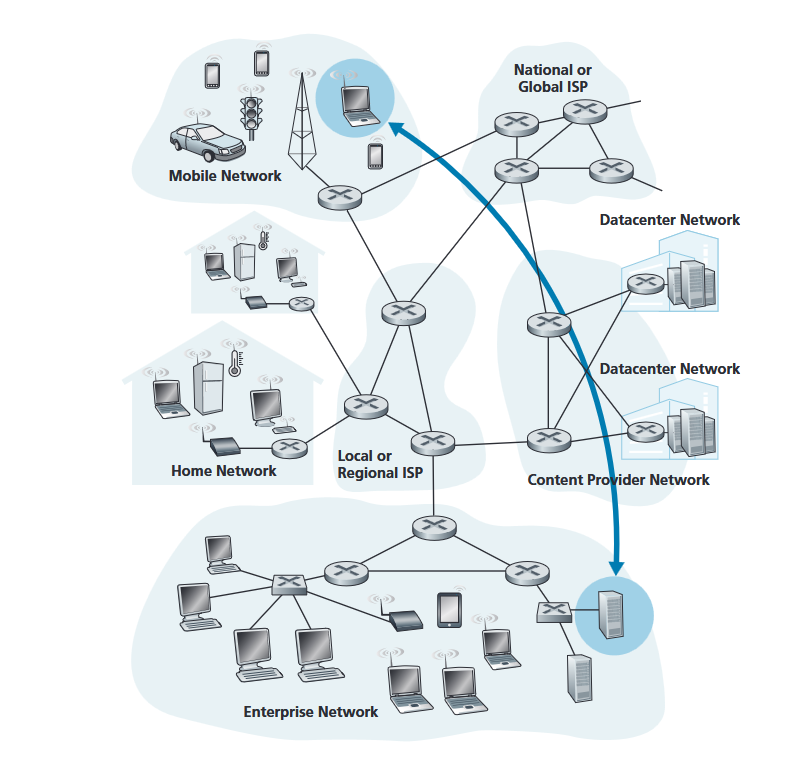 National or
Global ISP
Mobile Network
Datacenter Network
Datacenter Network
Local or
Regional ISP
Home Network
Content Provider Network
Enterprise Network